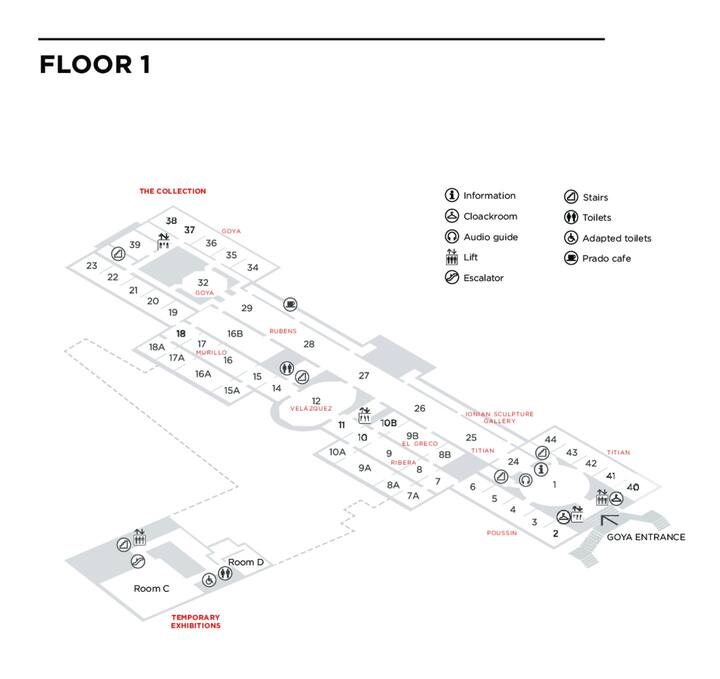 FLOOR 1
THE COLLECTION
Information
Cloackroom
Audio guide
Lift
Escalator
Stairs
Toilets
Adapted toilets
Prado cafe
38
37
GOYA
36
39
35
34
23
22
32
GOYA
21
20
19
29
18
16B
RUBENS
28
18A
17
MURILLO
17A
16
16A
15
27
15A
14
12
VELAZQUEZ
26
IONIAN SCULPTURE
GALLERY
11
10B
10
9B
25
EL GRECO
44
10A
9
8B
TITIAN
43
TITIAN
RIBERA
24
42
9A
8
41
7
6
1
40
8A
7A
5
4
3
2
POUSSIN
GOYA ENTRANCE
Room D
Room C
TEMPORARY
EXHIBITIONS